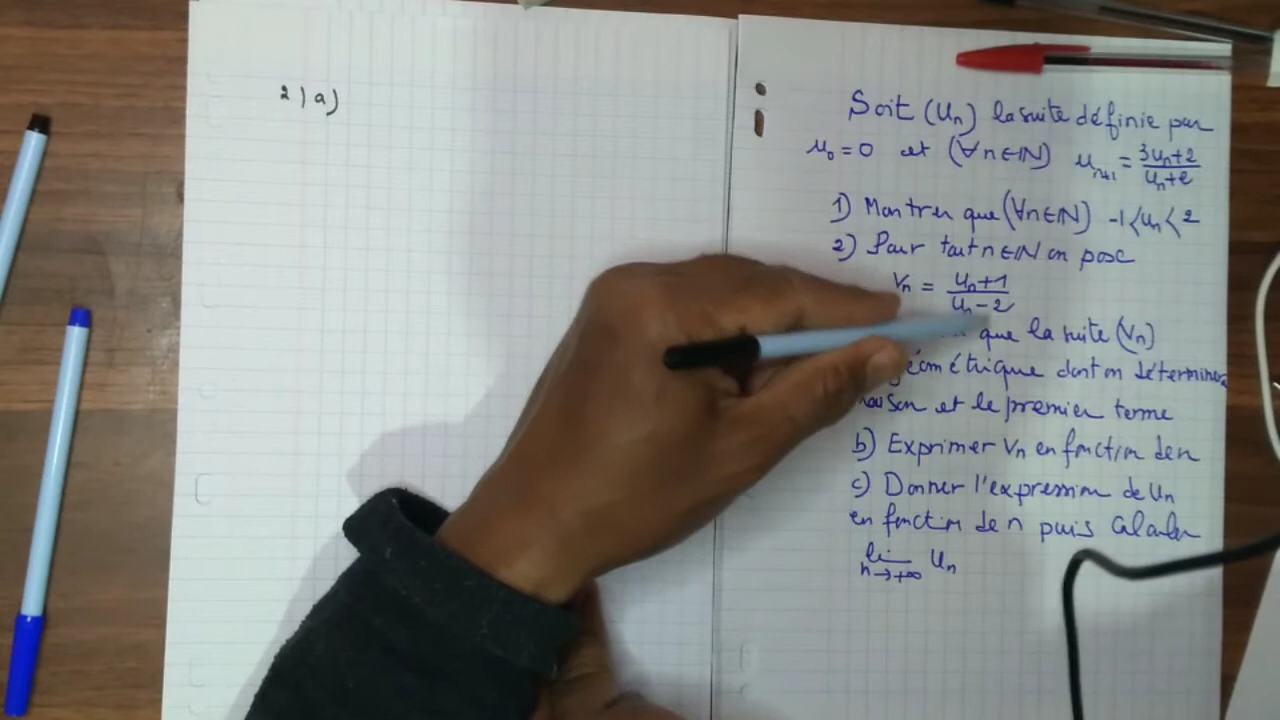 2) a)
Soit (Un) la suite définie par
u₀ = 0 et (∀n∈ℕ) uₙ₊₁ = 3uₙ+2 / uₙ+2
1) Montrer que (∀n∈ℕ) -1<uₙ<2
2) Pour tout n∈ℕ on pose
Vₙ = Uₙ+1 / Uₙ-2
que la suite (Vₙ)
géométrique dont on déterminera
raison et le premier terme
b) Exprimer Vₙ en fonction de n
c) Donner l'expression de Un
en fonction de n puis calculer
lim n→+∞ Uₙ